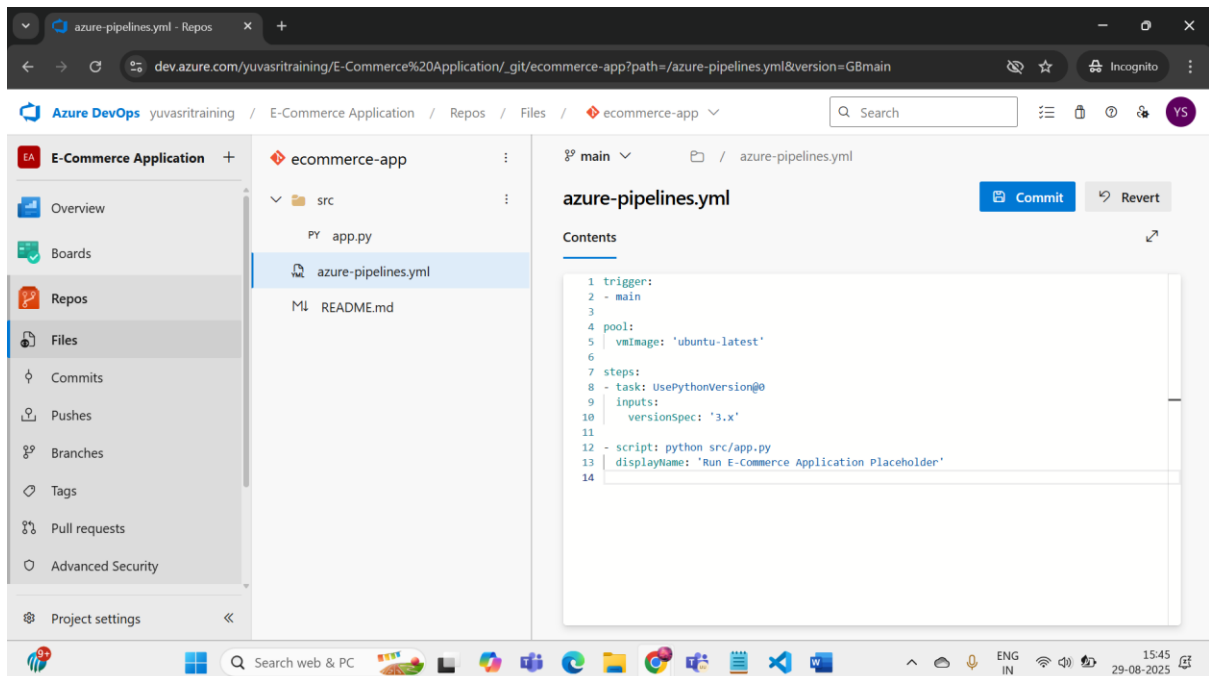 azure-pipelines.yml - Repos
dev.azure.com/yuvasritraining/E-Commerce%20Application/_git/ecommerce-app?path=/azure-pipelines.yml&version=GBmain
Incognito
Azure DevOps yuvasritraining / E-Commerce Application / Repos / Files / ecommerce-app
Search
YS
EA E-Commerce Application
Overview
Boards
Repos
Files
Commits
Pushes
Branches
Tags
Pull requests
Advanced Security
Project settings
ecommerce-app
src
PY app.py
YML azure-pipelines.yml
M↓ README.md
main / azure-pipelines.yml
azure-pipelines.yml
Commit
Revert
Contents
1 trigger:
2 - main
3
4 pool:
5 vmImage: 'ubuntu-latest'
6
7 steps:
8 - task: UsePythonVersion@0
9 inputs:
10 versionSpec: '3.x'
11
12 - script: python src/app.py
13 displayName: 'Run E-Commerce Application Placeholder'
14
9+
Search web & PC
ENG
IN
15:45
29-08-2025